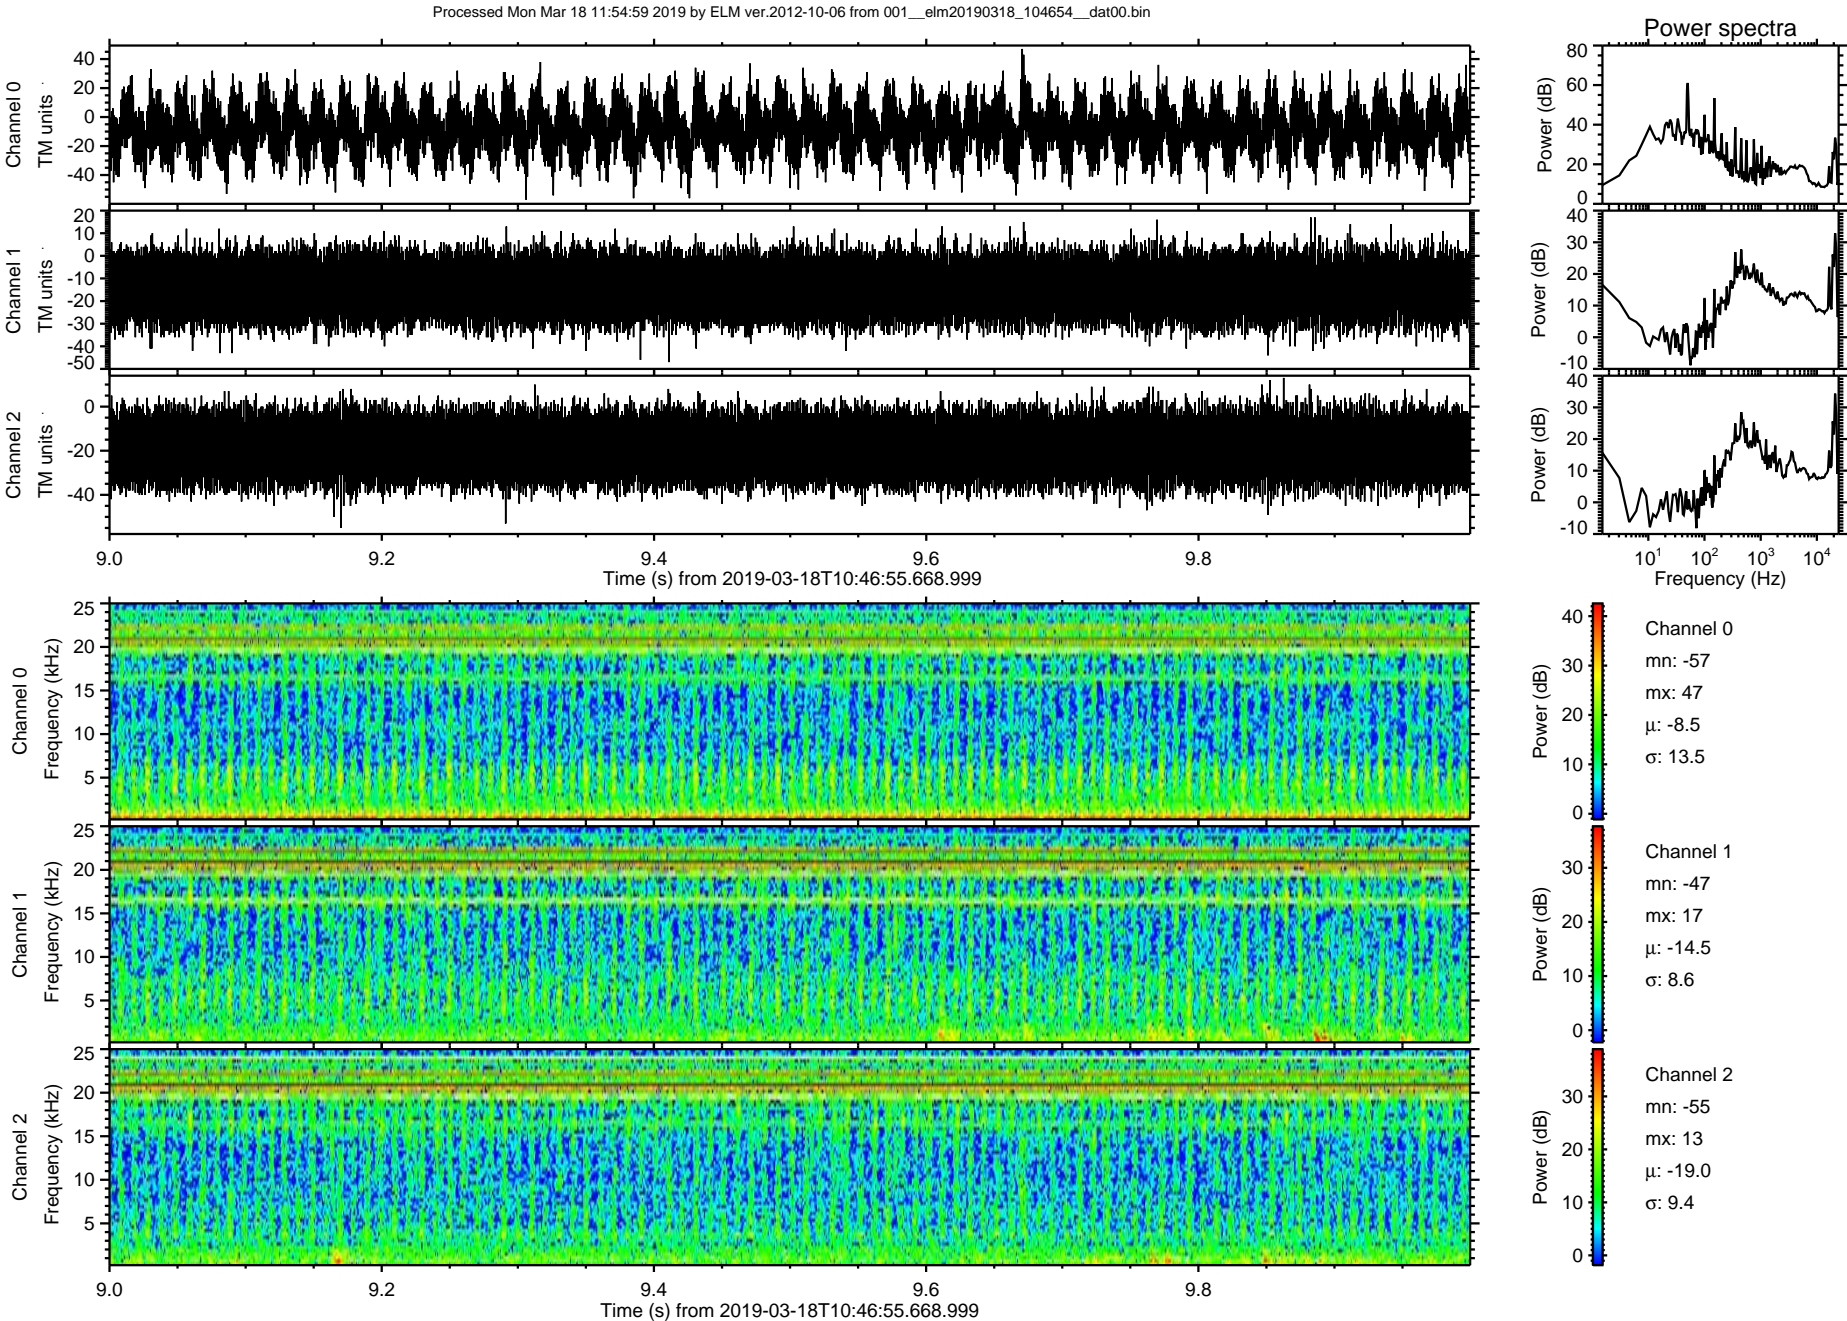 Processed Mon Mar 18 11:54:59 2019 by ELM ver.2012-10-06 from 001__elm20190318_104654__dat00.bin
Power spectra
Channel 0
TM units
40
20
0
-20
-40
Power (dB)
80
60
40
20
0
Channel 1
TM units
20
10
0
-10
-20
-30
-40
-50
Power (dB)
40
30
20
10
0
-10
Channel 2
TM units
0
-20
-40
Power (dB)
40
30
20
10
0
-10
9.0 9.2 9.4 9.6 9.8
Time (s) from 2019-03-18T10:46:55.668.999
10¹ 10² 10³ 10⁴
Frequency (Hz)
Channel 0
Frequency (kHz)
25
20
15
10
5
Power (dB)
40
30
20
10
0
Channel 0
mn: -57
mx: 47
μ: -8.5
σ: 13.5
Channel 1
Frequency (kHz)
25
20
15
10
5
Power (dB)
30
20
10
0
Channel 1
mn: -47
mx: 17
μ: -14.5
σ: 8.6
Channel 2
Frequency (kHz)
25
20
15
10
5
Power (dB)
30
20
10
0
Channel 2
mn: -55
mx: 13
μ: -19.0
σ: 9.4
9.0 9.2 9.4 9.6 9.8
Time (s) from 2019-03-18T10:46:55.668.999